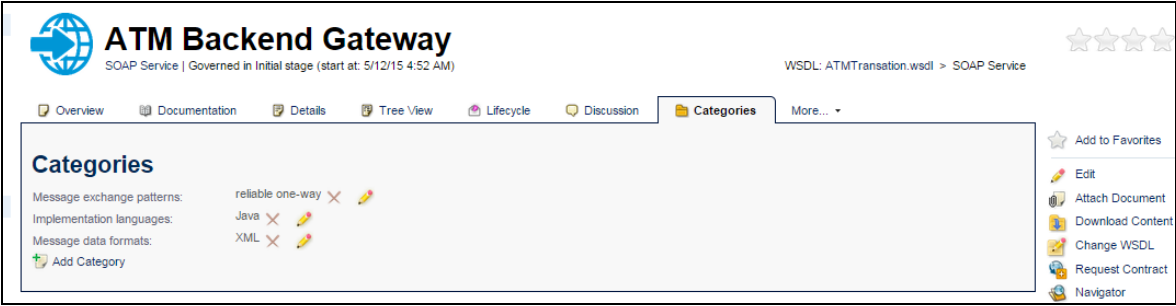 ATM Backend Gateway
SOAP Service | Governed in Initial stage (start at: 5/12/15 4:52 AM)
WSDL: ATMTransation.wsdl > SOAP Service
Overview Documentation Details Tree View Lifecycle Discussion Categories More...
Categories
Message exchange patterns: reliable one-way
Implementation languages: Java
Message data formats: XML
Add Category
Add to Favorites
Edit
Attach Document
Download Content
Change WSDL
Request Contract
Navigator